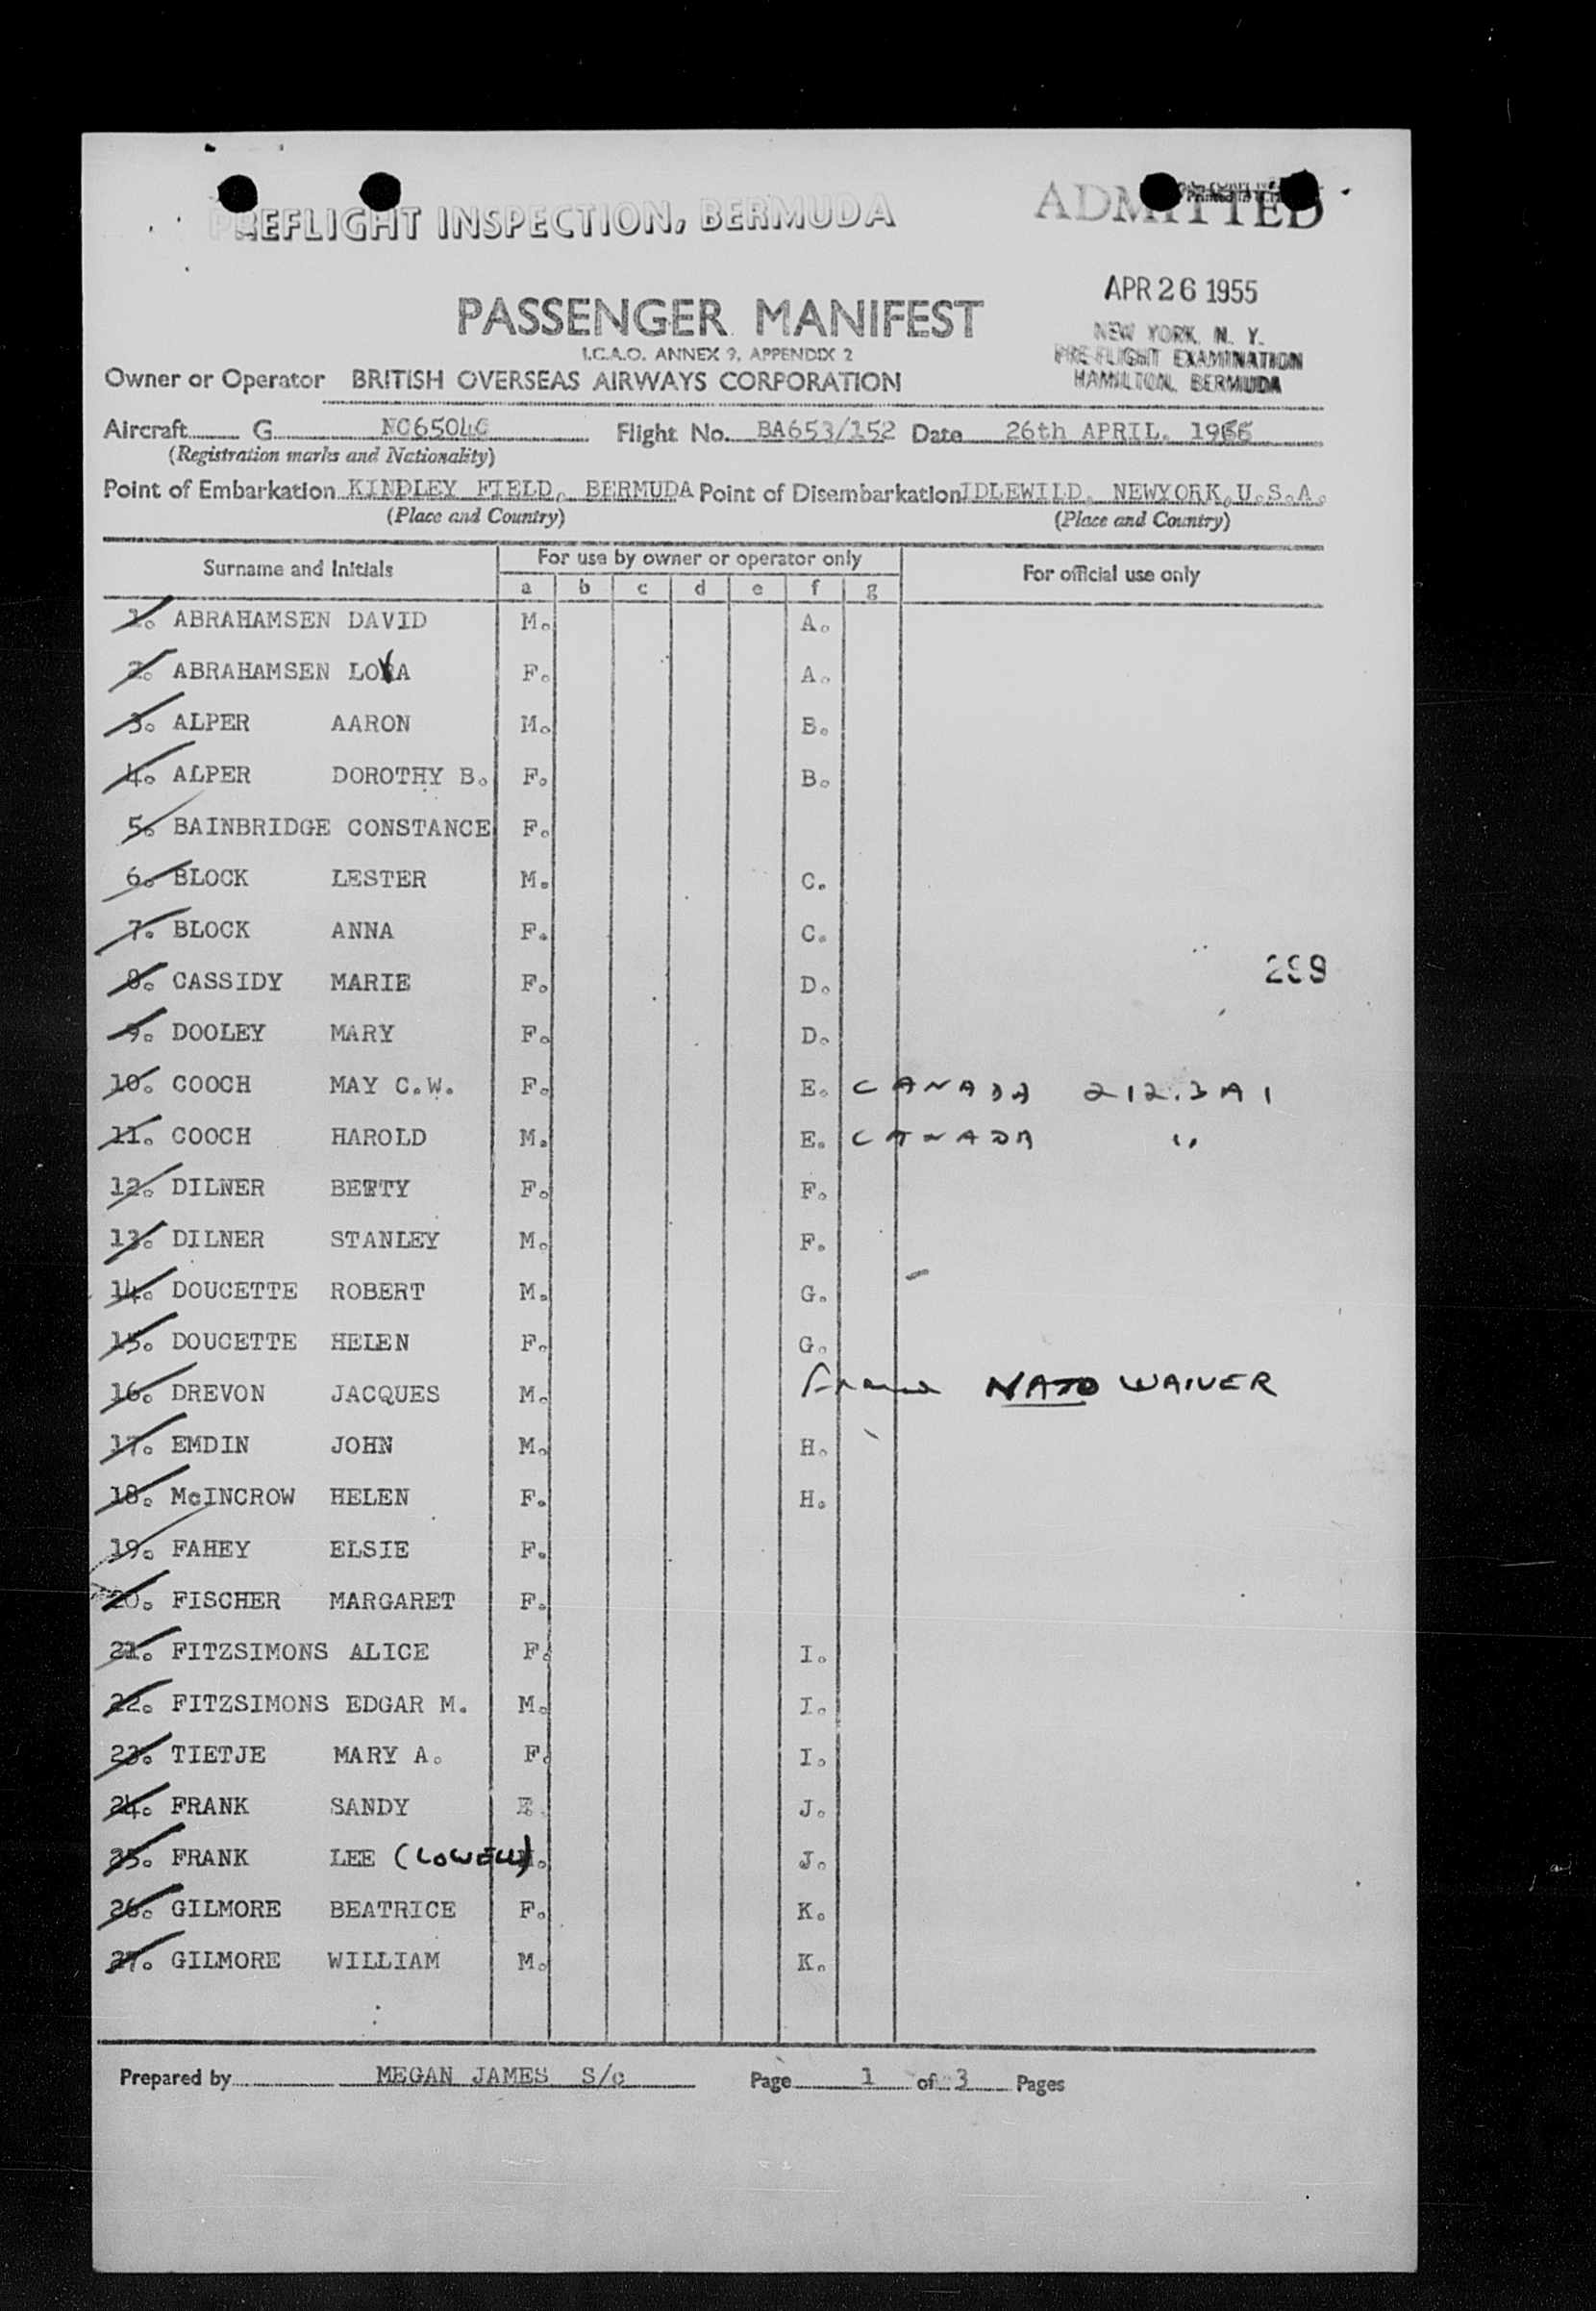 PREFLIGHT INSPECTION, BERMUDA
ADMITTED
APR 26 1955
PASSENGER MANIFEST
NEW YORK, N. Y.
I.C.A.O. ANNEX 9, APPENDIX 2
PRE-FLIGHT EXAMINATION
HAMILTON, BERMUDA
Owner or Operator BRITISH OVERSEAS AIRWAYS CORPORATION
Aircraft G Flight No. BA653/152 Date 26th APRIL. 1955
(Registration marks and Nationality)
Point of Embarkation KINDLEY FIELD. BERMUDA Point of Disembarkation IDLEWILD. NEWYORK.U.S.A.
(Place and Country) (Place and Country)
Surname and Initials For use by owner or operator only For official use only
a b c d e f g
1. ABRAHAMSEN DAVID M. A.
2. ABRAHAMSEN F. A.
3. ALPER AARON M. B.
4. ALPER DOROTHY B. F. B.
5. BAINBRIDGE CONSTANCE F.
6. BLOCK LESTER M. C.
7. BLOCK ANNA F. C.
299
8. CASSIDY MARIE F. D.
9. DOOLEY MARY F. D.
10. COOCH MAY C.W. F. E. CANADA 212.3A1
11. COOCH HAROLD M. E. CANADA "
12. DILNER BETTY F. F.
13. DILNER STANLEY M. F.
14. DOUCETTE ROBERT M. G.
15. DOUCETTE HELEN F. G.
16. DREVON JACQUES M. France NATO WAIVER
17. EMDIN JOHN M. H.
18. McINCROW HELEN F. H.
19. FAHEY ELSIE F.
20. FISCHER MARGARET F.
21. FITZSIMONS ALICE F. I.
22. FITZSIMONS EDGAR M. M. I.
23. TIETJE MARY A. F. I.
24. FRANK SANDY F. J.
25. FRANK LEE (LOWELL) J.
26. GILMORE BEATRICE F. K.
27. GILMORE WILLIAM M. K.
Prepared by MEGAN JAMES S/c Page 1 of 3 Pages